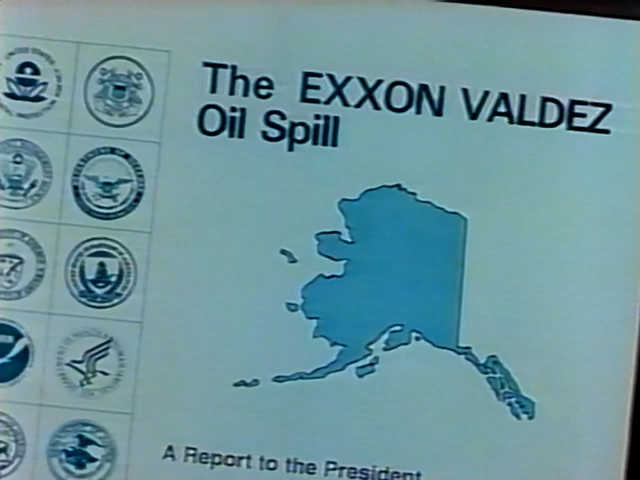 The EXXON VALDEZ
Oil Spill
A Report to the President